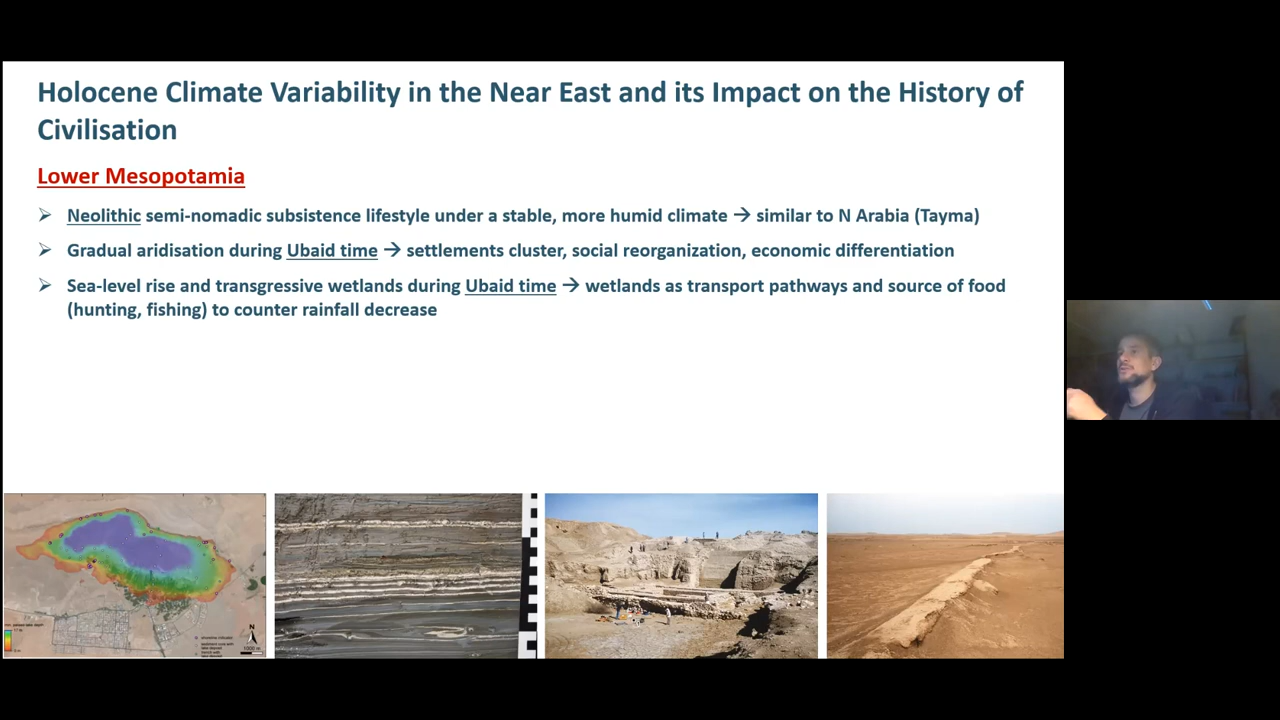 Holocene Climate Variability in the Near East and its Impact on the History of
Civilisation
Lower Mesopotamia
➢ Neolithic semi-nomadic subsistence lifestyle under a stable, more humid climate → similar to N Arabia (Tayma)
➢ Gradual aridisation during Ubaid time → settlements cluster, social reorganization, economic differentiation
➢ Sea-level rise and transgressive wetlands during Ubaid time → wetlands as transport pathways and source of food
(hunting, fishing) to counter rainfall decrease
N
1000 m